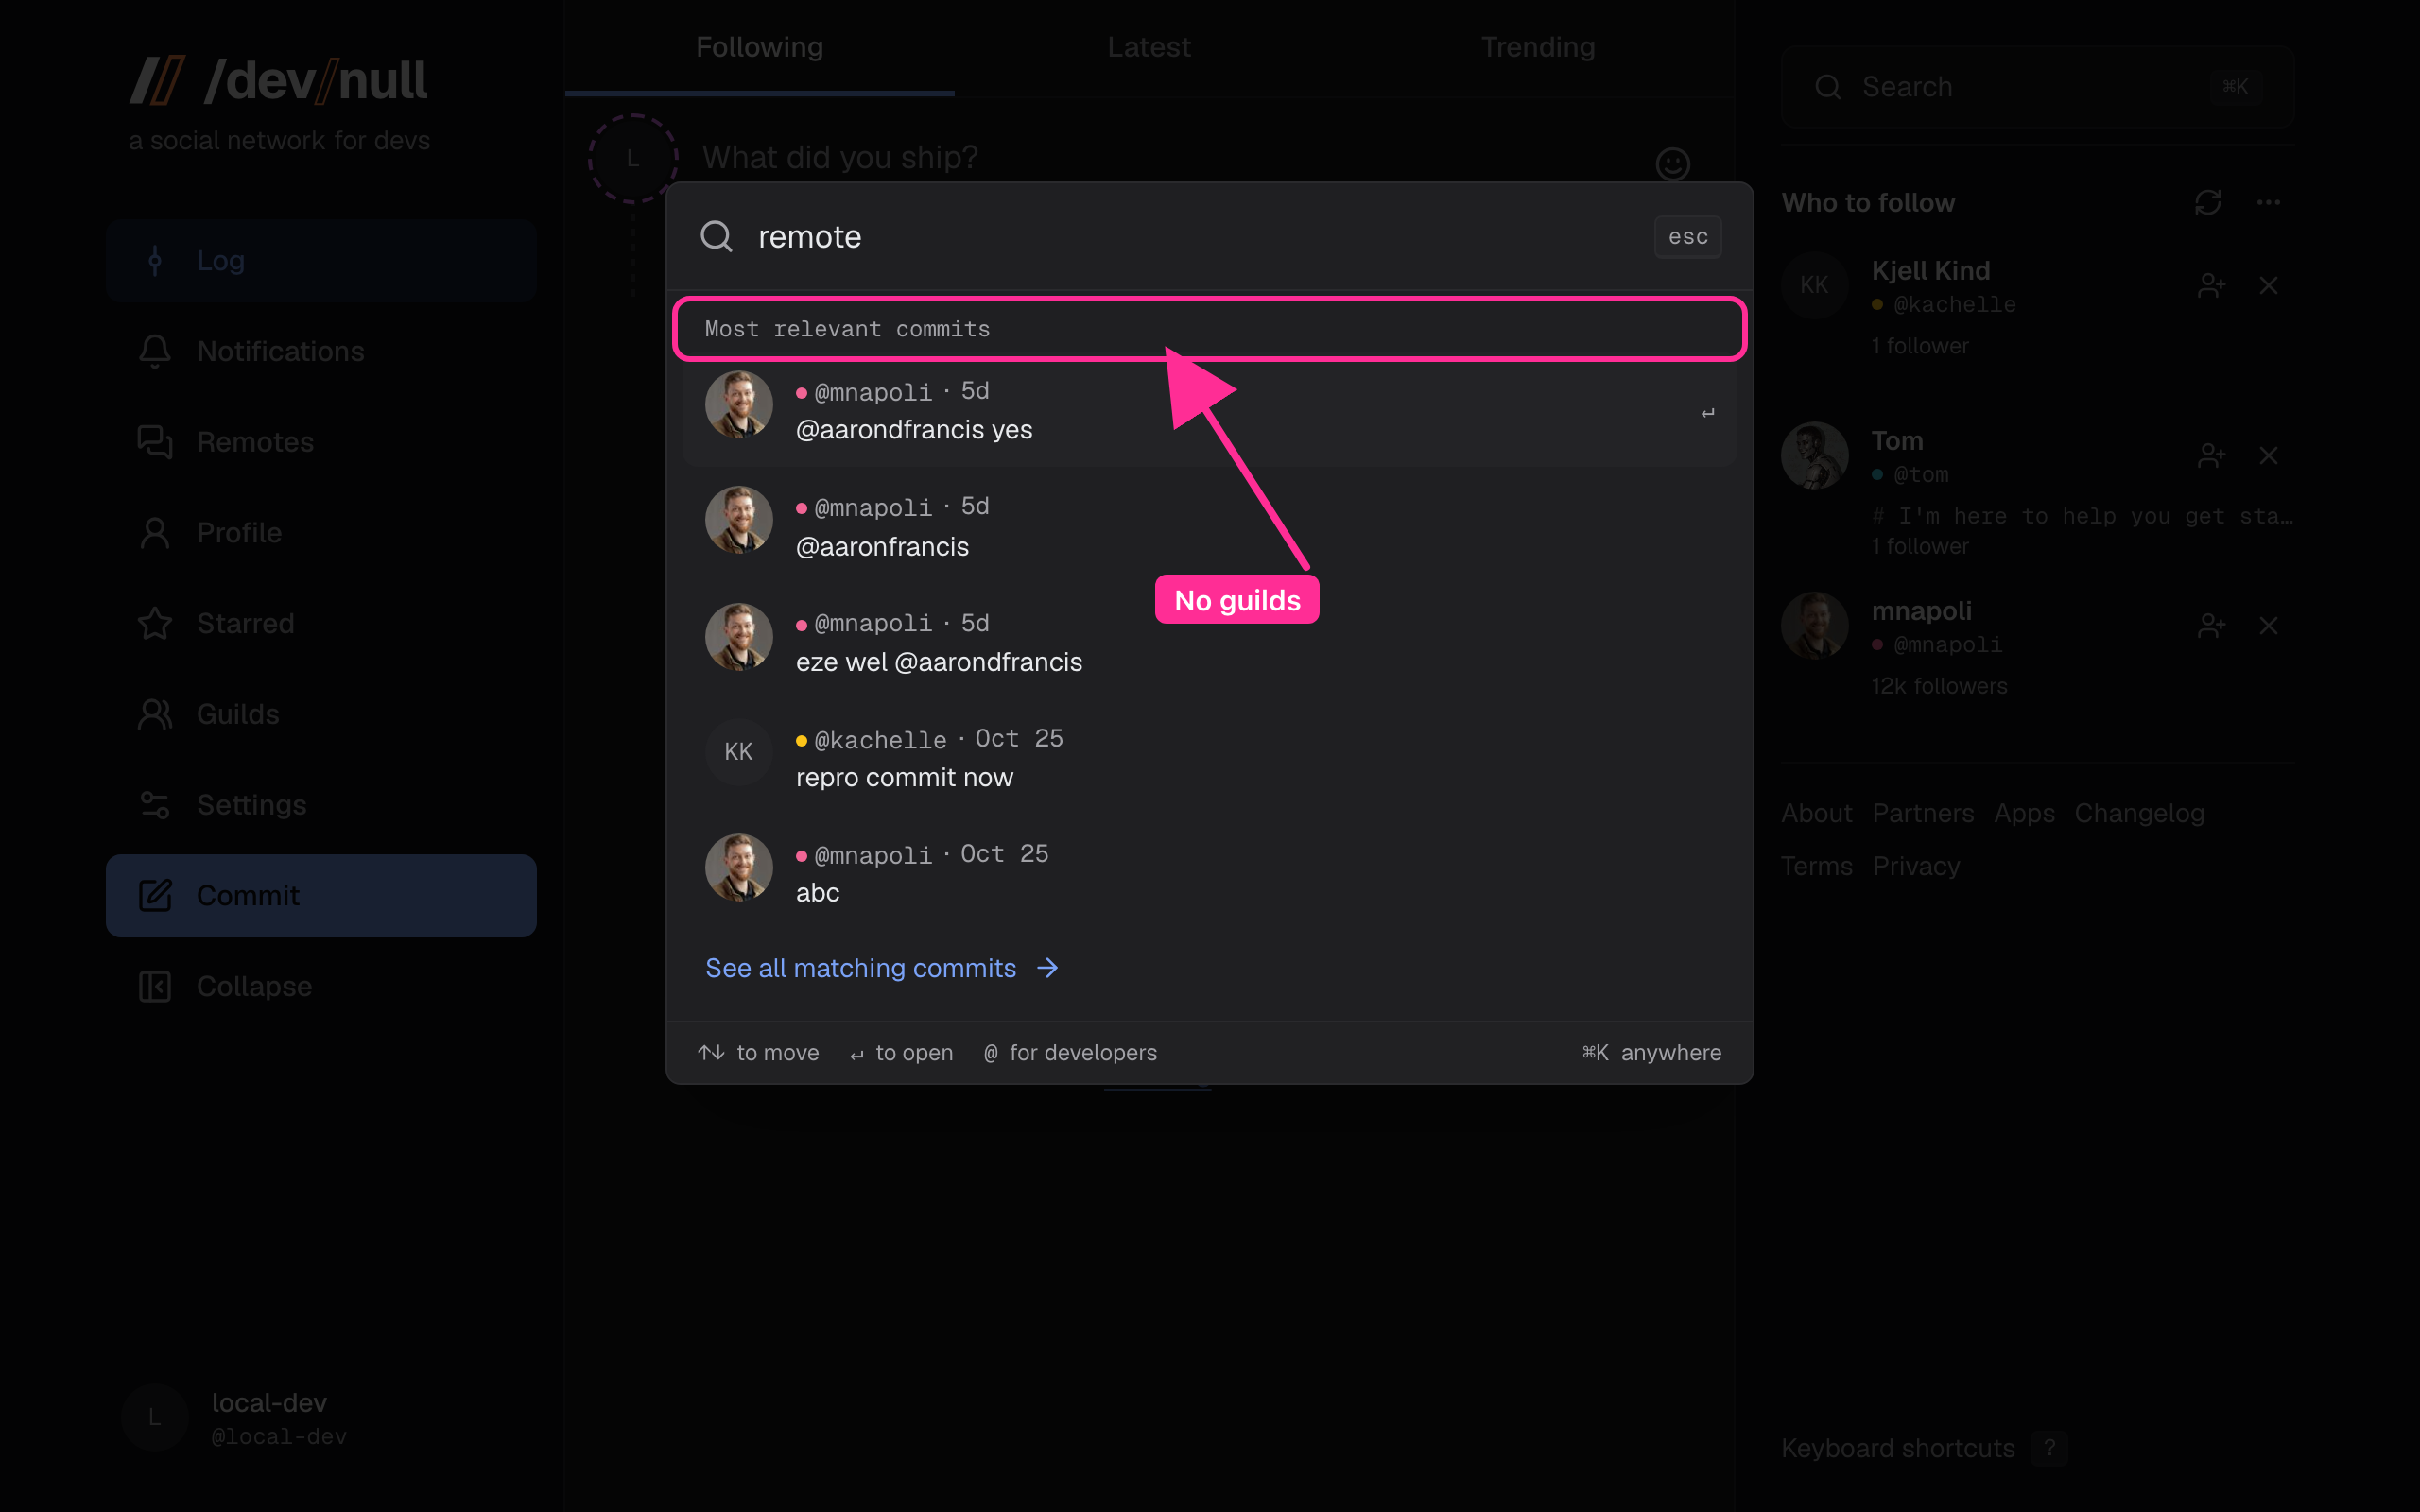 /dev/null
a social network for devs
Log
Notifications
Remotes
Profile
Starred
Guilds
Settings
Commit
Collapse
L
local-dev
@local-dev
Following
Latest
Trending
L
What did you ship?
remote
esc
Most relevant commits
@mnapoli · 5d
@aarondfrancis yes
↵
@mnapoli · 5d
@aaronfrancis
@mnapoli · 5d
eze wel @aarondfrancis
KK
@kachelle · Oct 25
repro commit now
@mnapoli · Oct 25
abc
No guilds
See all matching commits →
↑↓ to move ↵ to open @ for developers ⌘K anywhere
Search ⌘K
Who to follow
KK
Kjell Kind
@kachelle
1 follower
Tom
@tom
# I'm here to help you get sta…
1 follower
mnapoli
@mnapoli
12k followers
About Partners Apps Changelog
Terms Privacy
Keyboard shortcuts ?